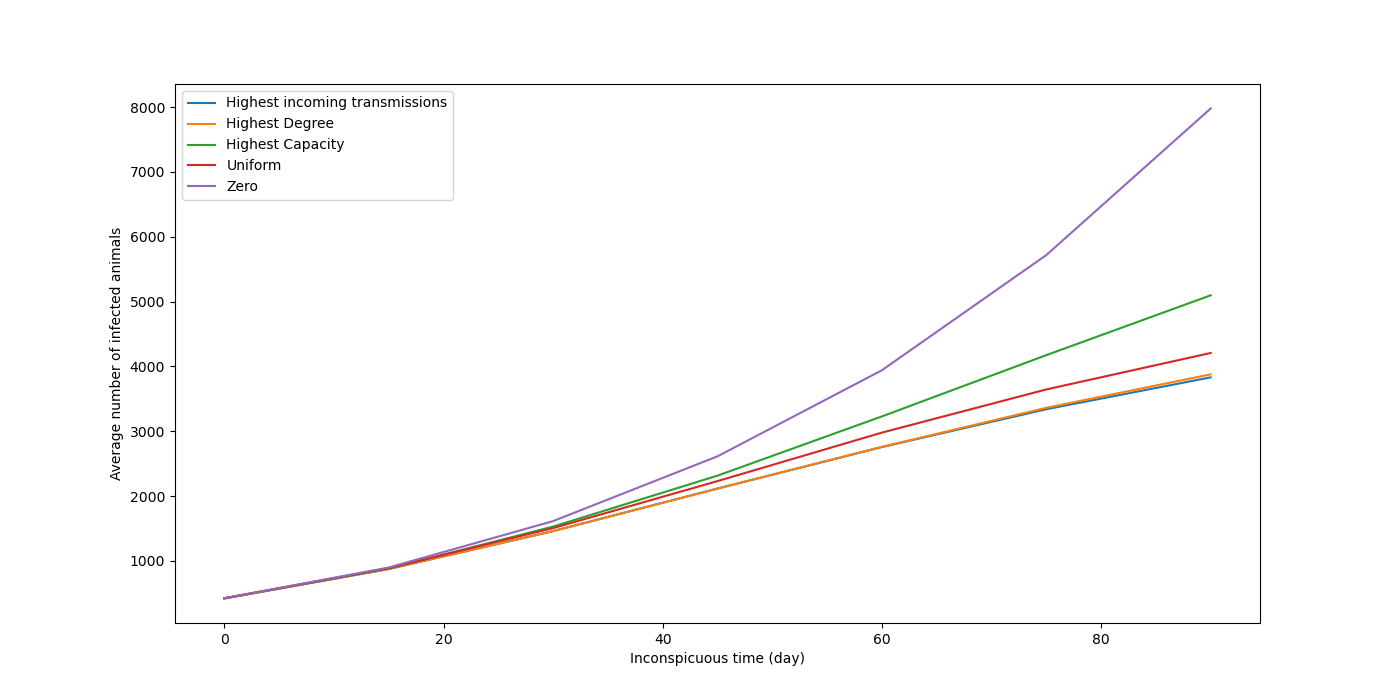 Highest incoming transmissions
Highest Degree
Highest Capacity
Uniform
Zero
8000
7000
6000
5000
4000
3000
2000
1000
Average number of infected animals
0 20 40 60 80
Inconspicuous time (day)